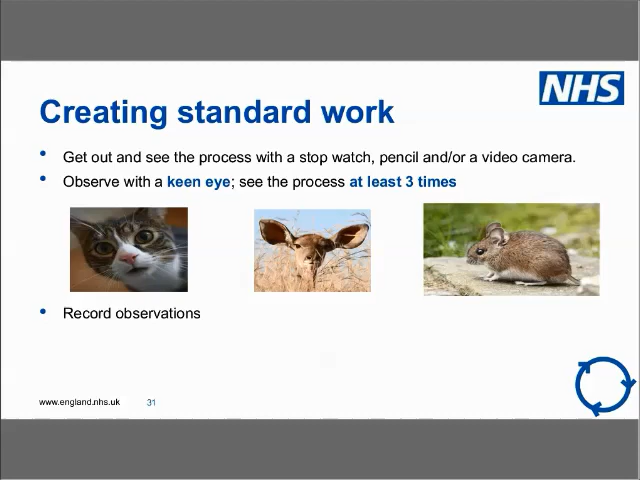 NHS
Creating standard work
• Get out and see the process with a stop watch, pencil and/or a video camera.
• Observe with a keen eye; see the process at least 3 times
• Record observations
www.england.nhs.uk 31